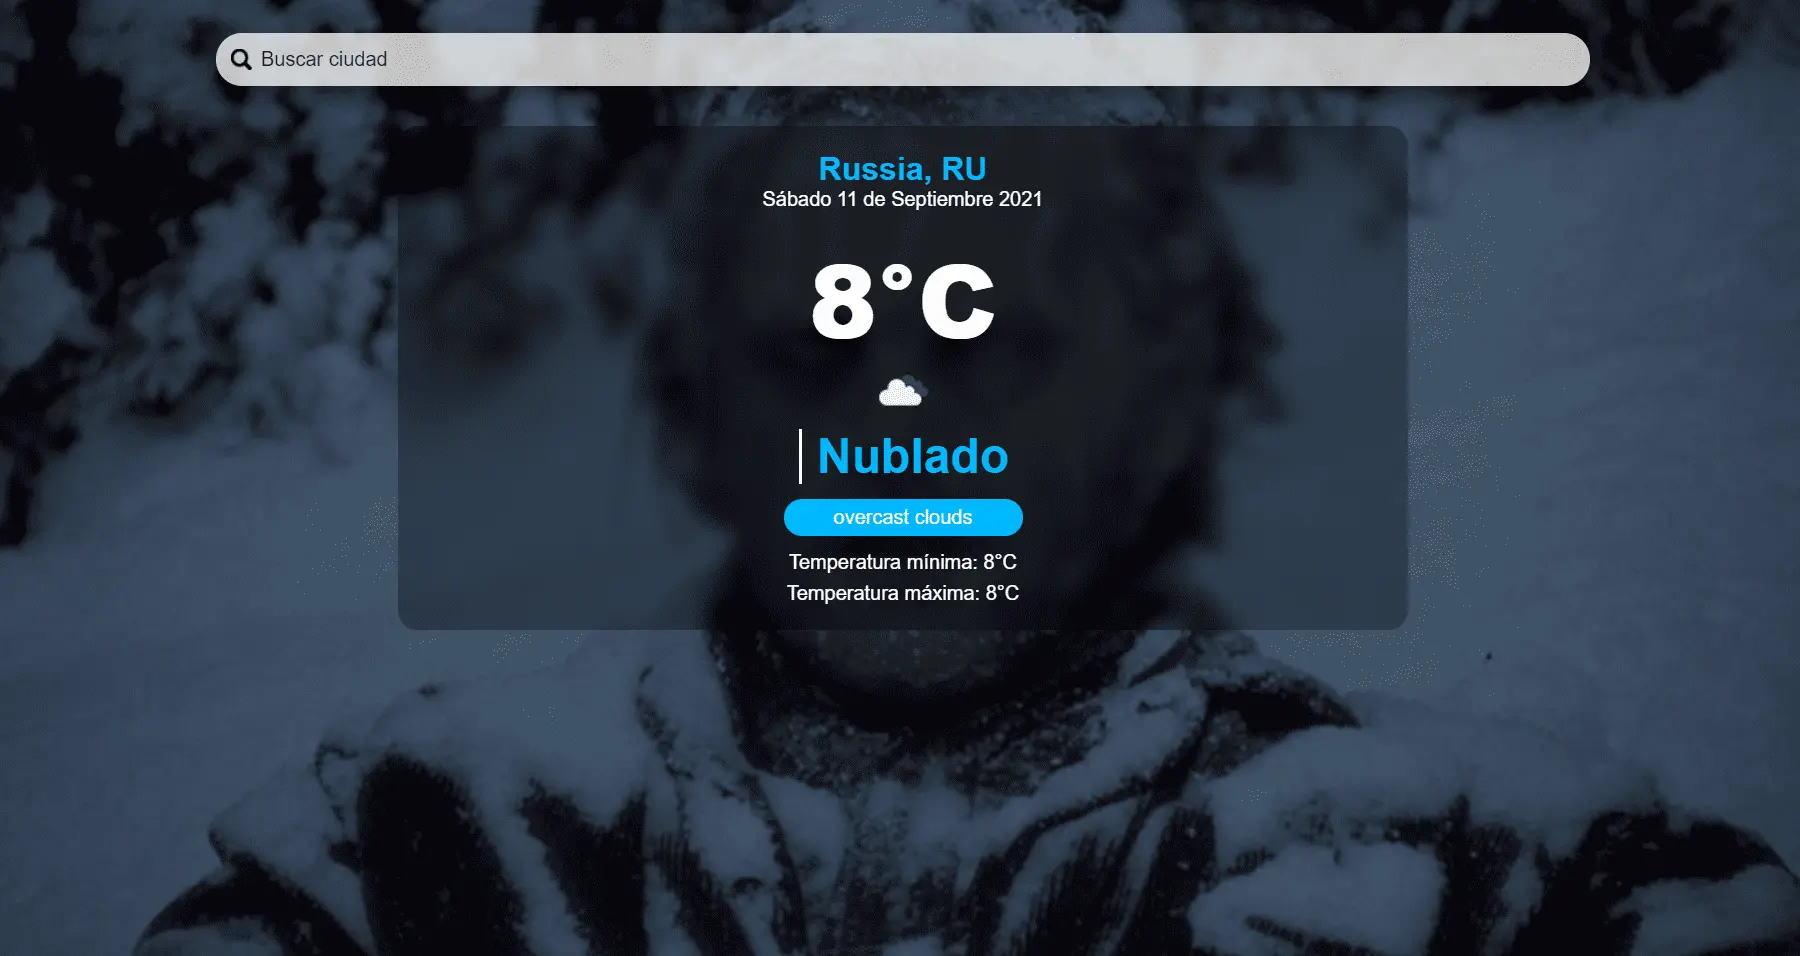 Buscar ciudad
Russia, RU
Sábado 11 de Septiembre 2021
8°C
Nublado
overcast clouds
Temperatura mínima: 8°C
Temperatura máxima: 8°C